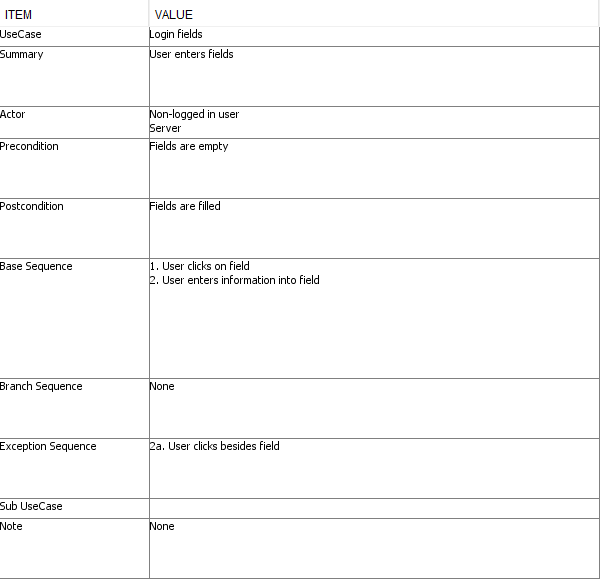 ITEM VALUE
UseCase Login fields
Summary User enters fields
Actor Non-logged in user
Server
Precondition Fields are empty
Postcondition Fields are filled
Base Sequence 1. User clicks on field
2. User enters information into field
Branch Sequence None
Exception Sequence 2a. User clicks besides field
Sub UseCase
Note None